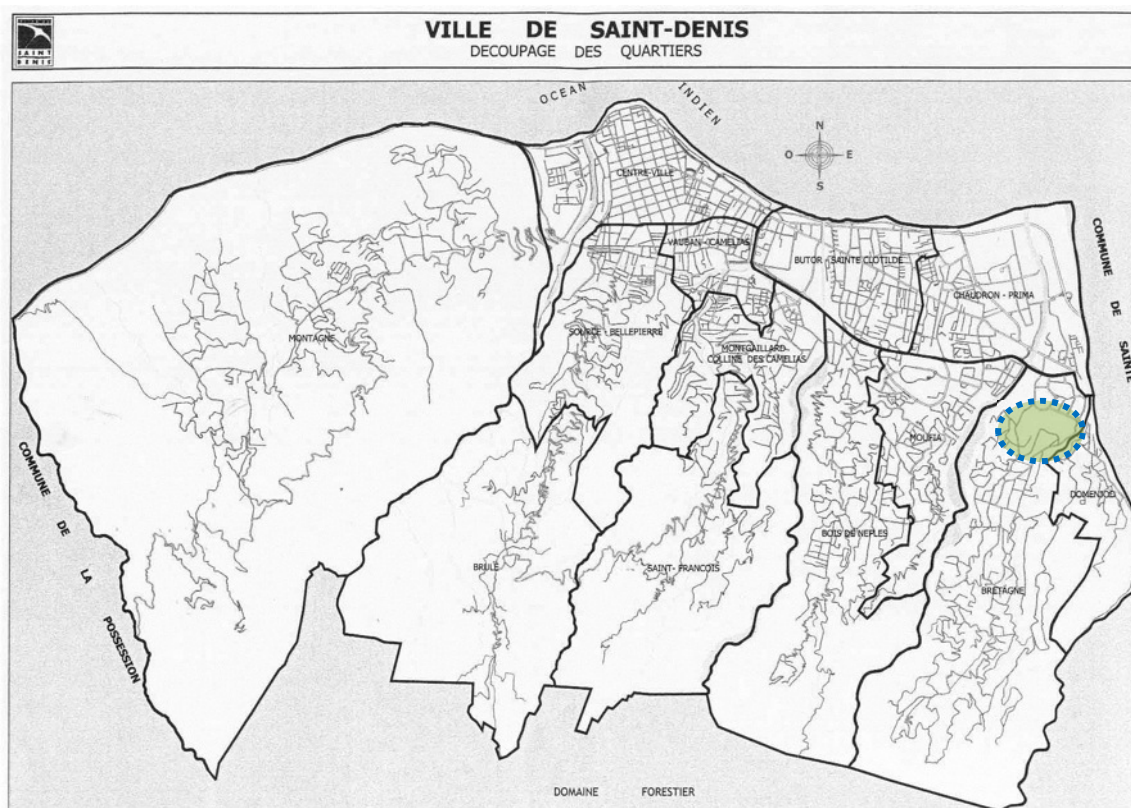 SAINT
DENIS
VILLE DE SAINT-DENIS
DECOUPAGE DES QUARTIERS
OCEAN INDIEN
N
O E
S
CENTRE-VILLE
VAUBAN - CAMELIAS
BUTOR - SAINTE CLOTILDE
CHAUDRON - PRIMA
COMMUNE DE SAINTE
MONTAGNE
SOURCE - BELLEPIERRE
MONTGAILLARD
COLLINE DES CAMELIAS
MOUFIA
DOMENJOD
COMMUNE DE LA POSSESSION
BRULE
SAINT- FRANCOIS
BOIS DE NEFLES
BRETAGNE
DOMAINE FORESTIER